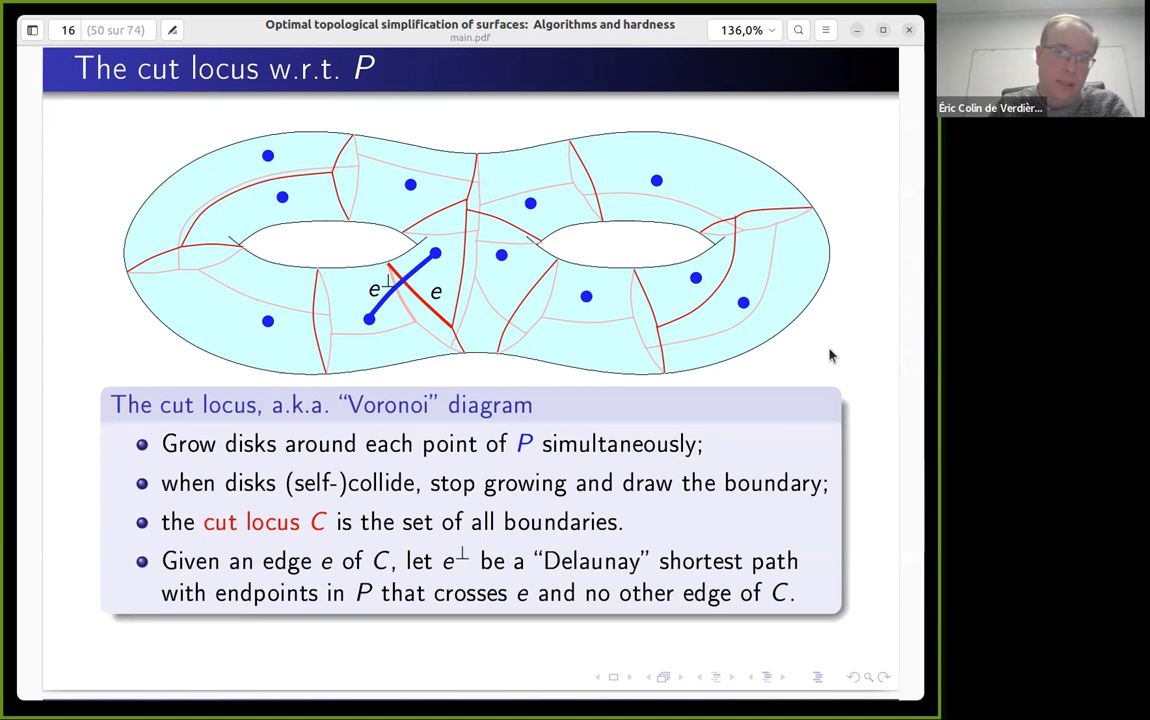 16
(50 sur 74)
Optimal topological simplification of surfaces: Algorithms and hardness
main.pdf
136,0%
The cut locus w.r.t. P
Éric Colin de Verdièr...
e⊥
e
The cut locus, a.k.a. “Voronoi” diagram
Grow disks around each point of P simultaneously;
when disks (self-)collide, stop growing and draw the boundary;
the cut locus C is the set of all boundaries.
Given an edge e of C, let e⊥ be a “Delaunay” shortest path
with endpoints in P that crosses e and no other edge of C.